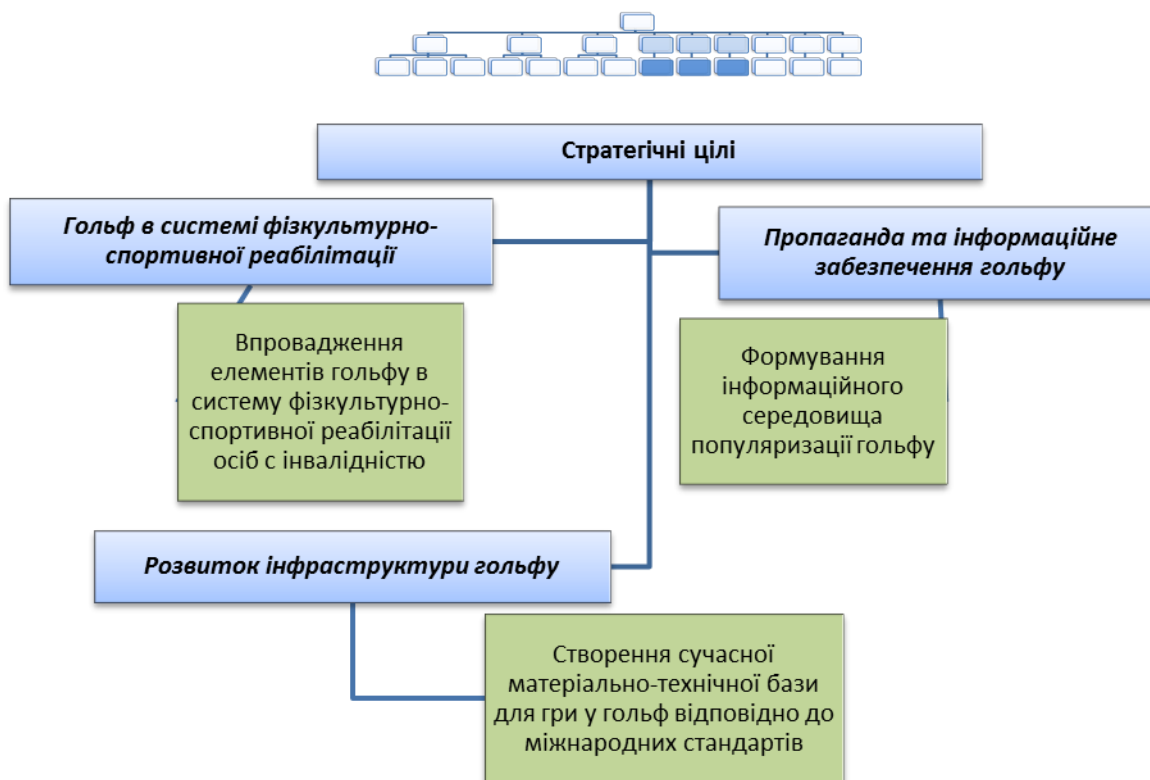 Стратегічні цілі
Гольф в системі фізкультурно-
спортивної реабілітації
Пропаганда та інформаційне
забезпечення гольфу
Впровадження
елементів гольфу в
систему фізкультурно-
спортивної реабілітації
осіб с інвалідністю
Формування
інформаційного
середовища
популяризації гольфу
Розвиток інфраструктури гольфу
Створення сучасної
матеріально-технічної бази
для гри у гольф відповідно до
міжнародних стандартів